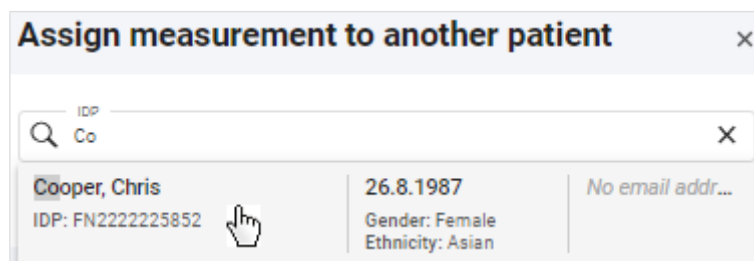 Assign measurement to another patient
IDP
Co
Cooper, Chris
IDP: FN2222225852
26.8.1987
Gender: Female
Ethnicity: Asian
No email addr...